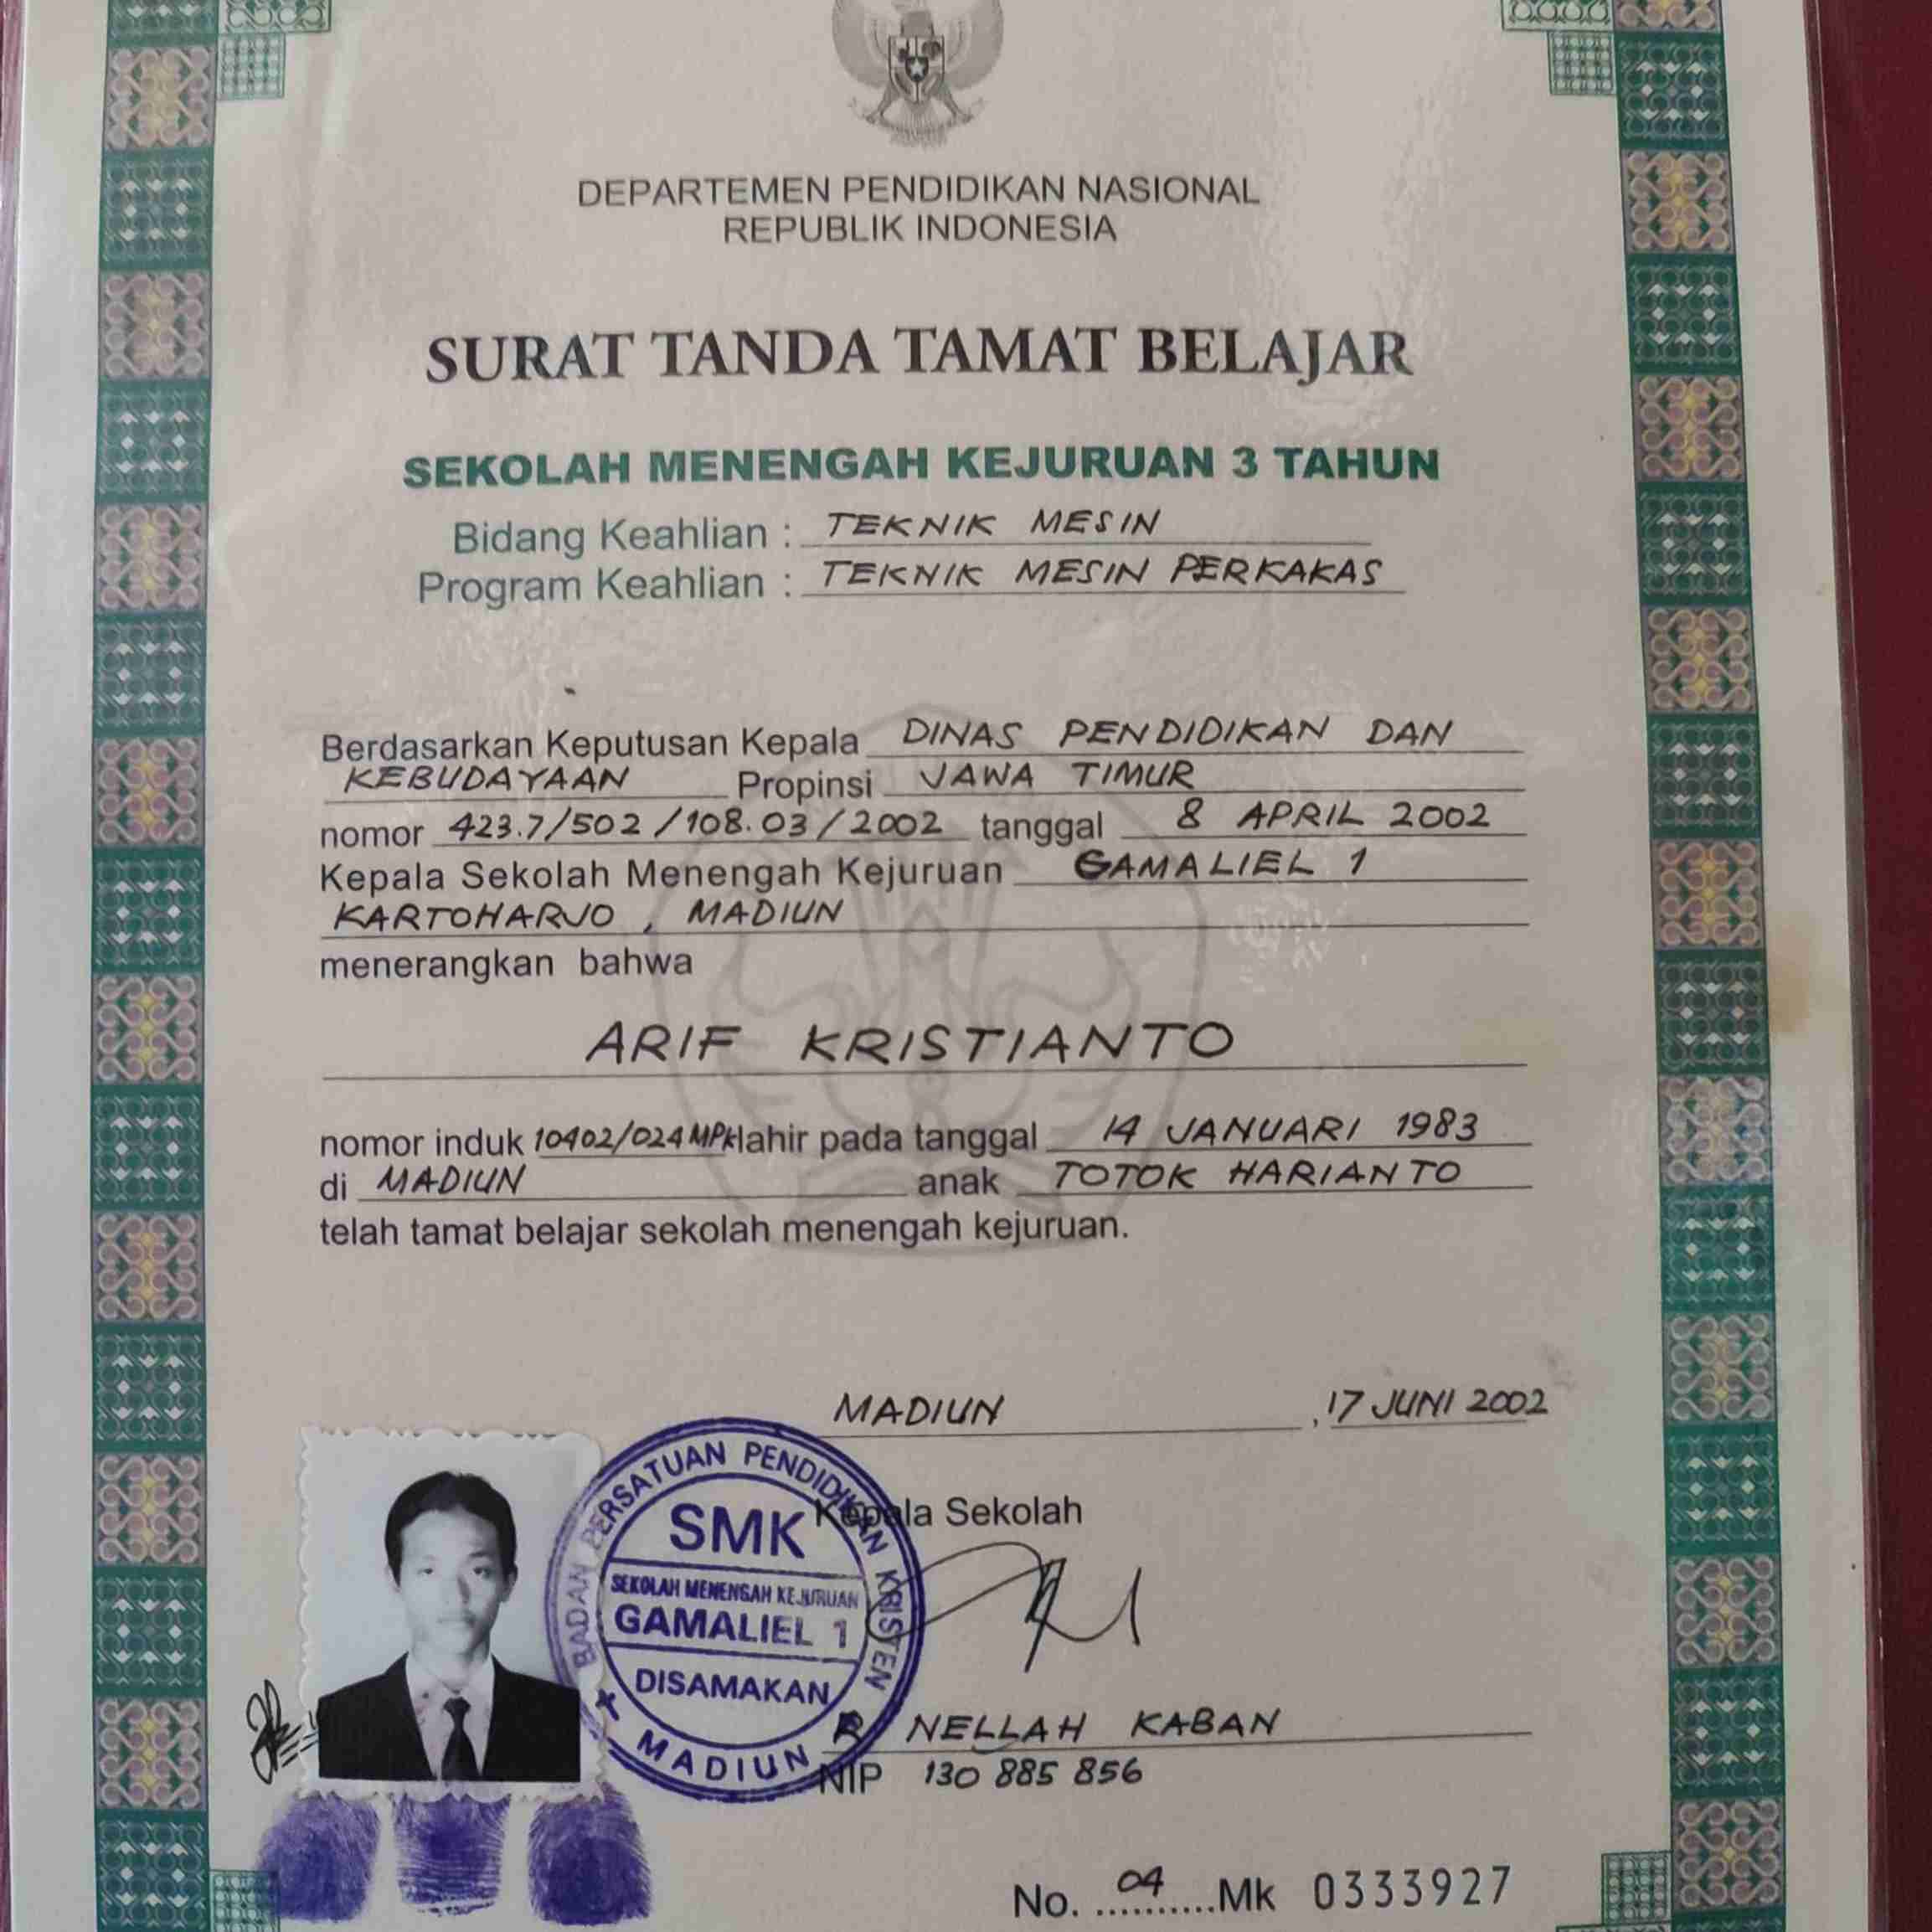 DEPARTEMEN PENDIDIKAN NASIONAL
REPUBLIK INDONESIA
SURAT TANDA TAMAT BELAJAR
SEKOLAH MENENGAH KEJURUAN 3 TAHUN
Bidang Keahlian : TEKNIK MESIN
Program Keahlian : TEKNIK MESIN PERKAKAS
Berdasarkan Keputusan Kepala DINAS PENDIDIKAN DAN
KEBUDAYAAN Propinsi JAWA TIMUR
nomor 423.7/502/108.03/2002 tanggal 8 APRIL 2002
Kepala Sekolah Menengah Kejuruan GAMALIEL 1
KARTOHARJO, MADIUN
menerangkan bahwa
ARIF KRISTIANTO
nomor induk 10402/024MPK lahir pada tanggal 14 JANUARI 1983
di MADIUN anak TOTOK HARIANTO
telah tamat belajar sekolah menengah kejuruan.
MADIUN, 17 JUNI 2002
Kepala Sekolah
BADAN PERSATUAN PENDIDIKAN KRISTEN
SMK
SEKOLAH MENENGAH KEJURUAN
GAMALIEL 1
DISAMAKAN
MADIUN
R NELLAH KABAN
NIP 130 885 856
No. 04 Mk 0333927